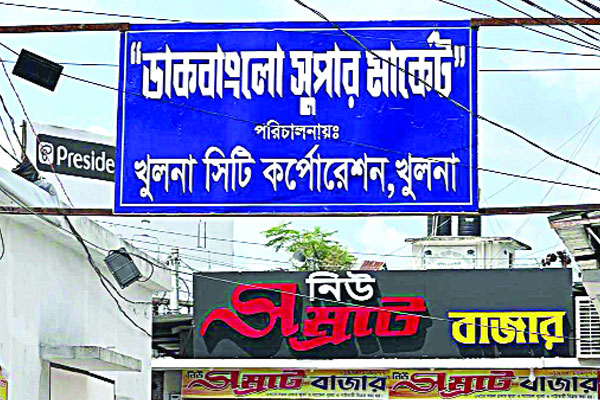 “ডাকবাংলো সুপার মার্কেট”
পরিচালনায়ঃ
খুলনা সিটি কর্পোরেশন,খুলনা
Preside
নিউ
সম্রাট বাজার
নিউ
সম্রাট বাজার
নিউ
সম্রাট বাজার